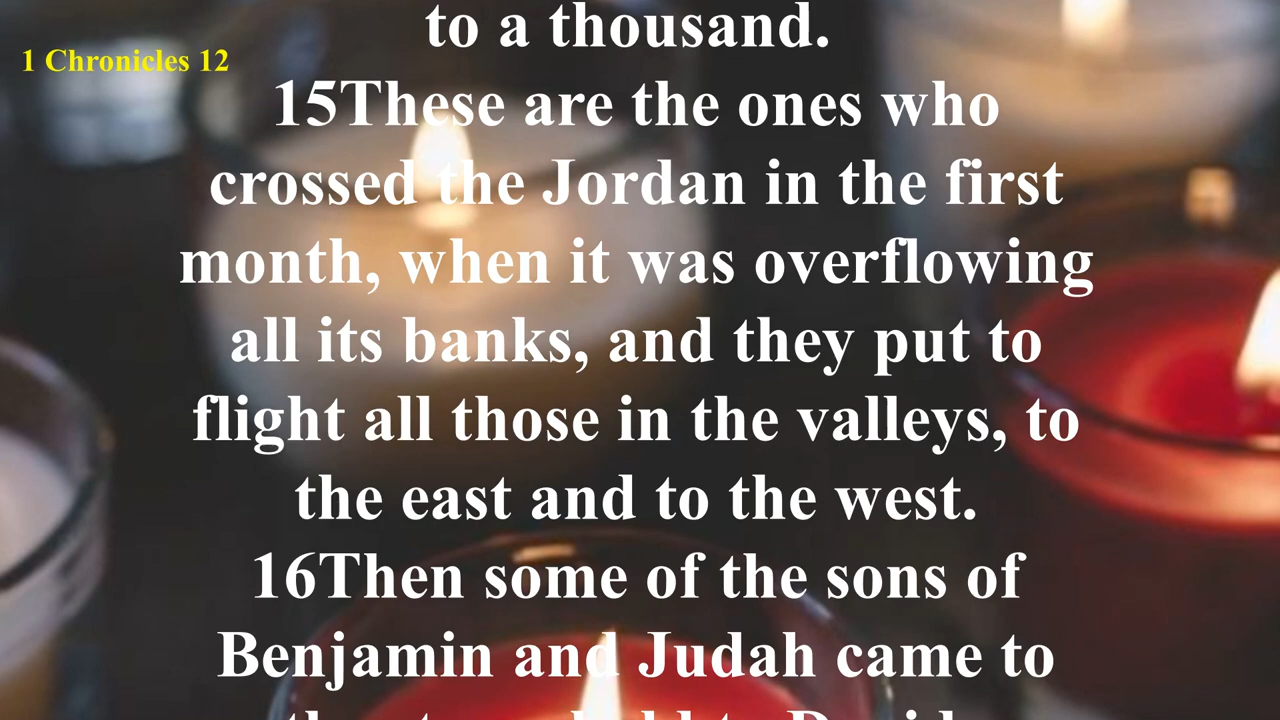 to a thousand.
1 Chronicles 12
15These are the ones who
crossed the Jordan in the first
month, when it was overflowing
all its banks, and they put to
flight all those in the valleys, to
the east and to the west.
16Then some of the sons of
Benjamin and Judah came to